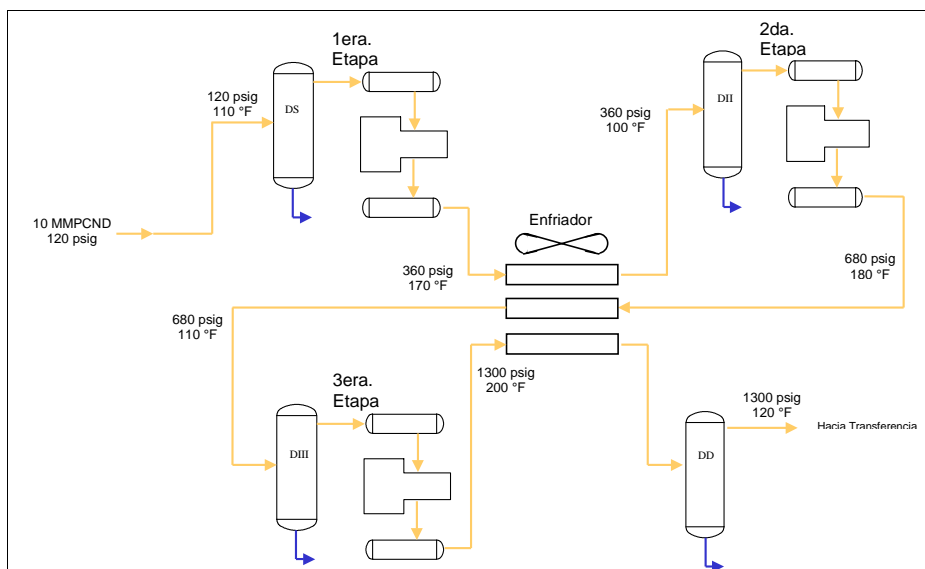 1era.
Etapa
2da.
Etapa
120 psig
110 °F
DS
360 psig
100 °F
DII
10 MMPCND
120 psig
Enfriador
360 psig
170 °F
680 psig
180 °F
680 psig
110 °F
1300 psig
200 °F
3era.
Etapa
1300 psig
120 °F
Hacia Transferencia
DIII
DD